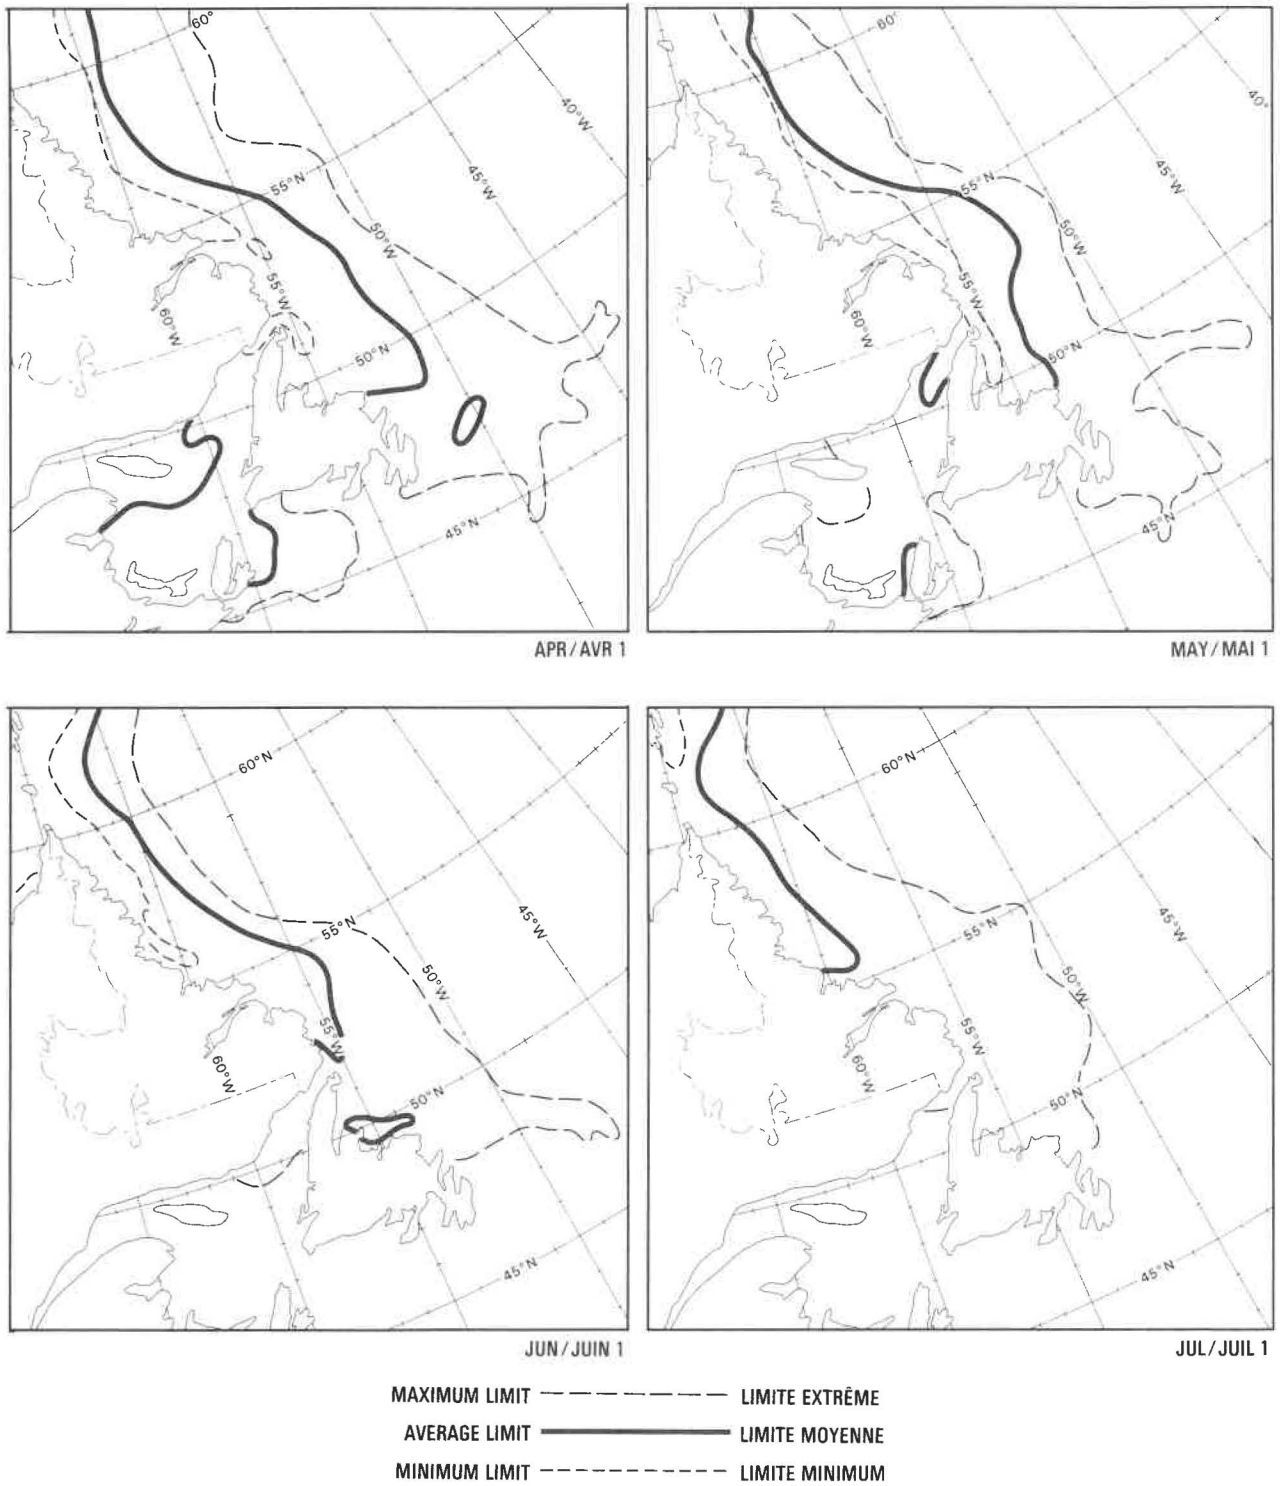 60°
40°W
45°W
55°N
50°W
55°W
60°W
50°N
45°N
APR/AVR 1
60°
40°
45°W
55°N
50°W
55°W
60°W
50°N
45°N
MAY/MAI 1
60°N
45°W
55°N
50°W
55°W
60°W
50°N
45°N
JUN/JUIN 1
60°N
45°W
55°N
50°W
55°W
60°W
50°N
45°N
JUL/JUIL 1
MAXIMUM LIMIT LIMITE EXTRÊME
AVERAGE LIMIT LIMITE MOYENNE
MINIMUM LIMIT LIMITE MINIMUM